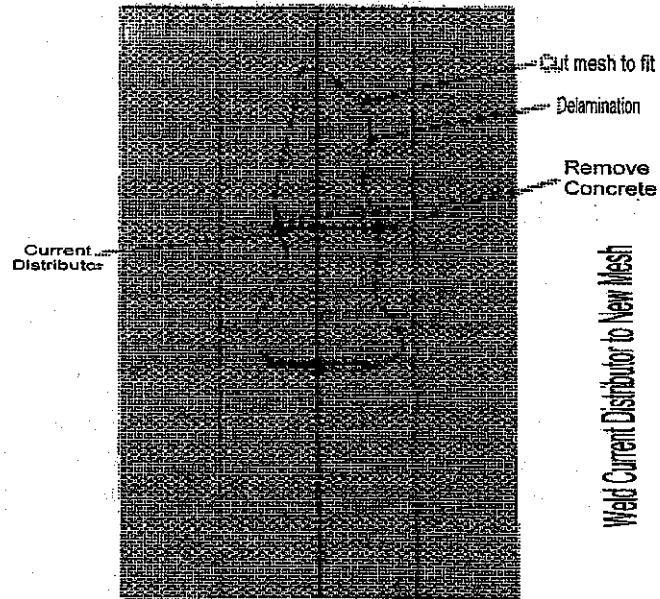 Cut mesh to fit
Delamination
Remove
Concrete
Current
Distributor
Weld Current Distributor to New Mesh